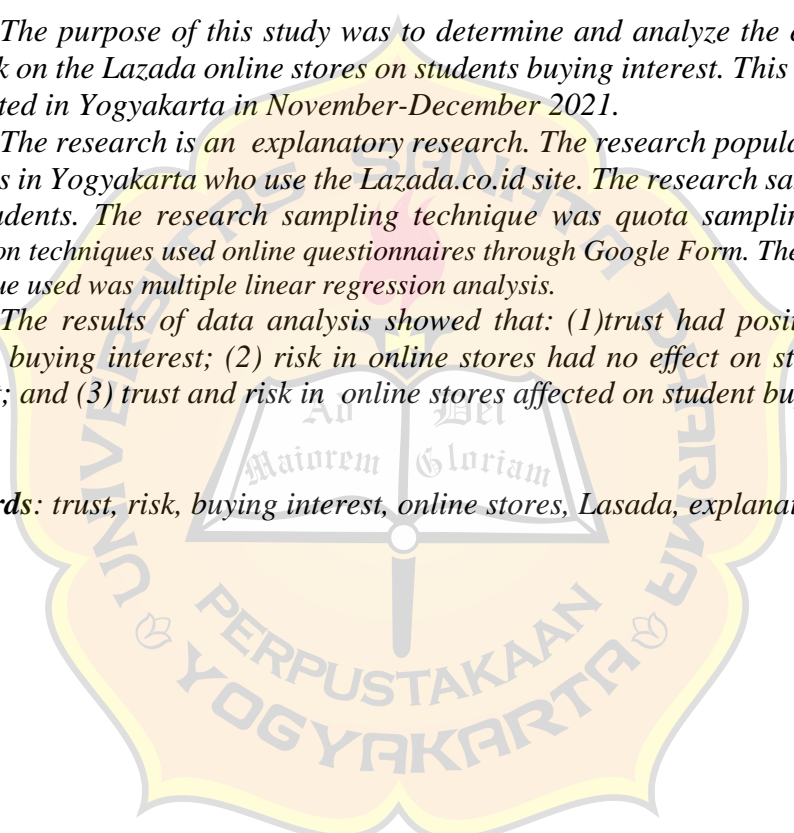 The purpose of this study was to determine and analyze the
k on the Lazada online stores on students buying interest. This
ted in Yogyakarta in November-December 2021.
The research is an explanatory research. The research popula
s in Yogyakarta who use the Lazada.co.id site. The research sa
udents. The research sampling technique was quota samplin
on techniques used online questionnaires through Google Form. The
ue used was multiple linear regression analysis.
The results of data analysis showed that: (1)trust had posit
buying interest; (2) risk in online stores had no effect on st
; and (3) trust and risk in online stores affected on student bu
rds: trust, risk, buying interest, online stores, Lasada, explanat
UNIVERSITAS SANATA DHARMA
Ad Dei
Maiorem Gloriam
PERPUSTAKAAN
YOGYAKARTA